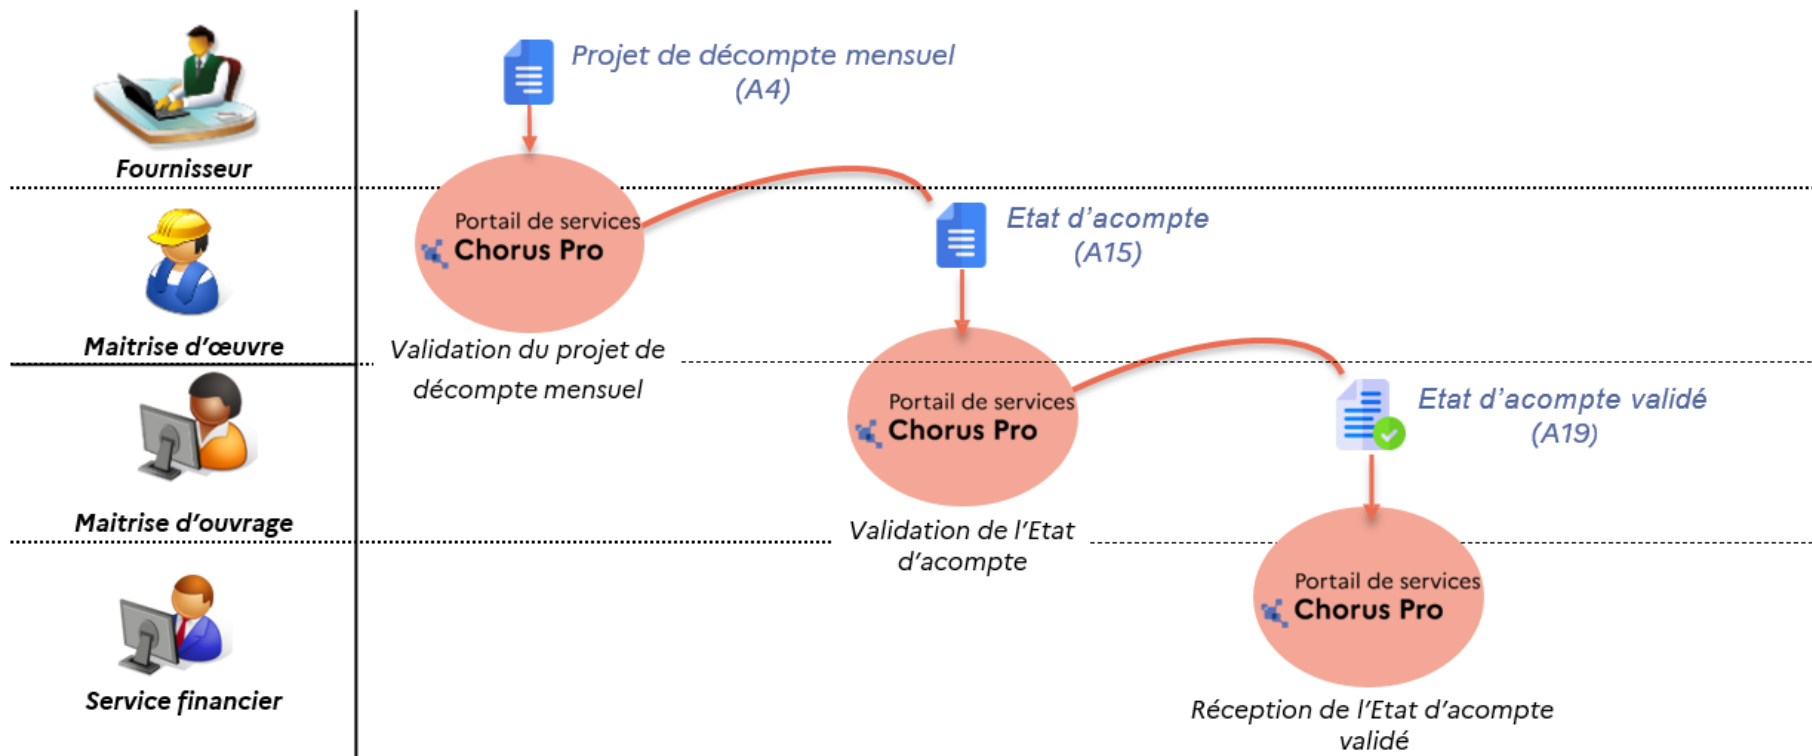 Projet de décompte mensuel
(A4)
Fournisseur
Portail de services
Chorus Pro
Etat d'acompte
(A15)
Maitrise d'œuvre
Validation du projet de
décompte mensuel
Portail de services
Chorus Pro
Etat d'acompte validé
(A19)
Maitrise d'ouvrage
Validation de l'Etat
d'acompte
Portail de services
Chorus Pro
Service financier
Réception de l'Etat d'acompte
validé